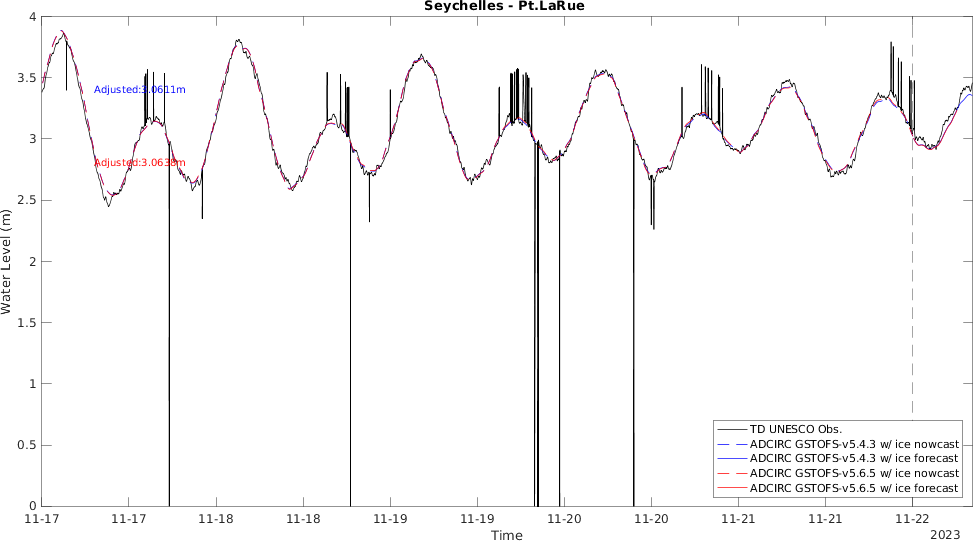 Seychelles - Pt.LaRue
4
3.5
3
2.5
2
1.5
1
0.5
0
Water Level (m)
Adjusted:3.0611m
Adjusted:3.0638m
TD UNESCO Obs.
ADCIRC GSTOFS-v5.4.3 w/ ice nowcast
ADCIRC GSTOFS-v5.4.3 w/ ice forecast
ADCIRC GSTOFS-v5.6.5 w/ ice nowcast
ADCIRC GSTOFS-v5.6.5 w/ ice forecast
11-17 11-17 11-18 11-18 11-19 11-19 11-20 11-20 11-21 11-21 11-22
Time
2023